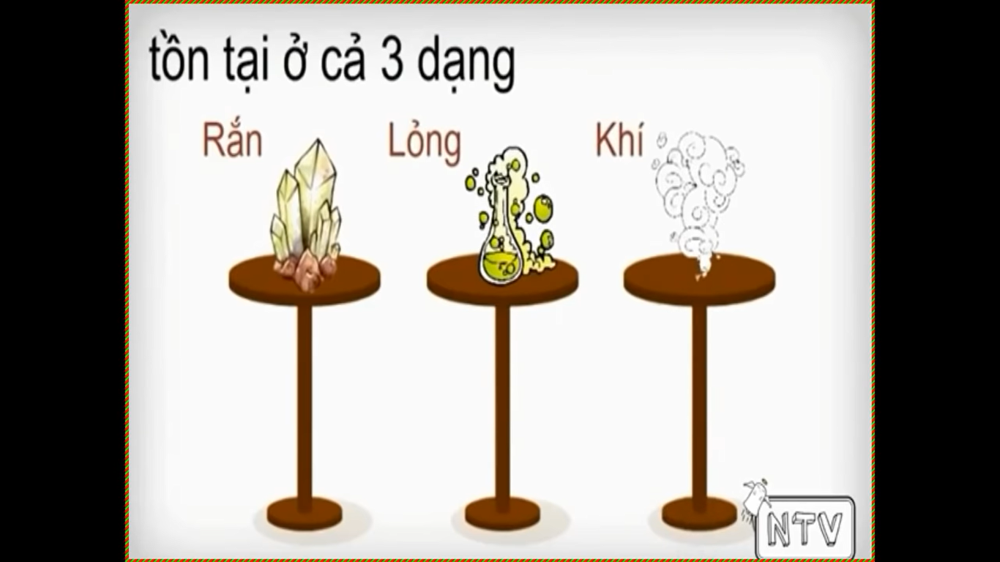 tồn tại ở cả 3 dạng
Rắn Lỏng Khí
NTV